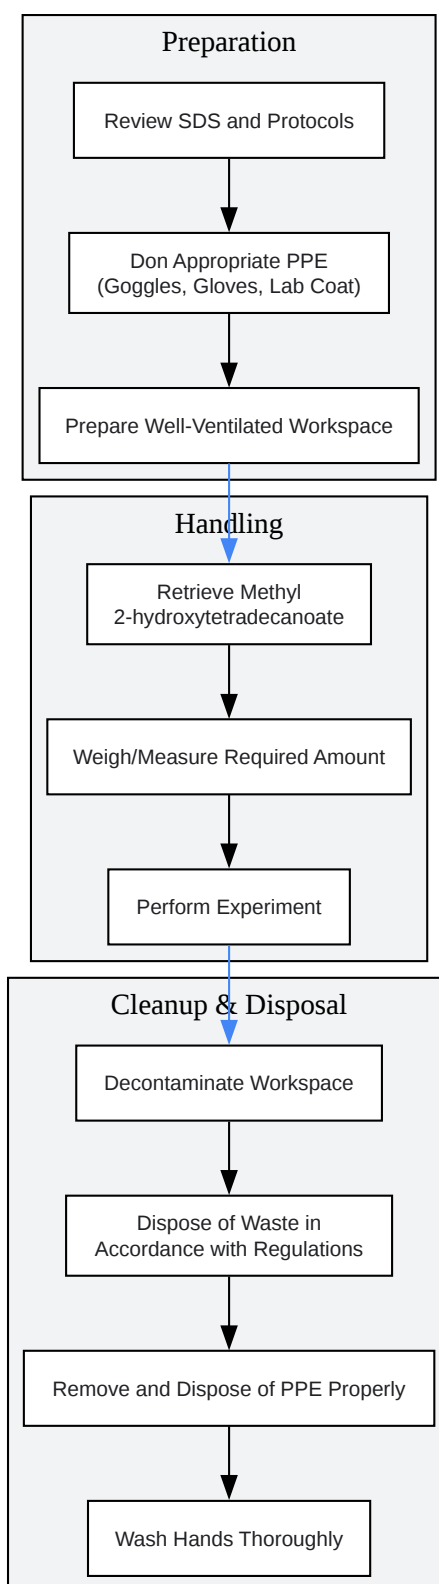 Preparation
Review SDS and Protocols
Don Appropriate PPE
(Goggles, Gloves, Lab Coat)
Prepare Well-Ventilated Workspace
Handling
Retrieve Methyl
2-hydroxytetradecanoate
Weigh/Measure Required Amount
Perform Experiment
Cleanup & Disposal
Decontaminate Workspace
Dispose of Waste in
Accordance with Regulations
Remove and Dispose of PPE Properly
Wash Hands Thoroughly